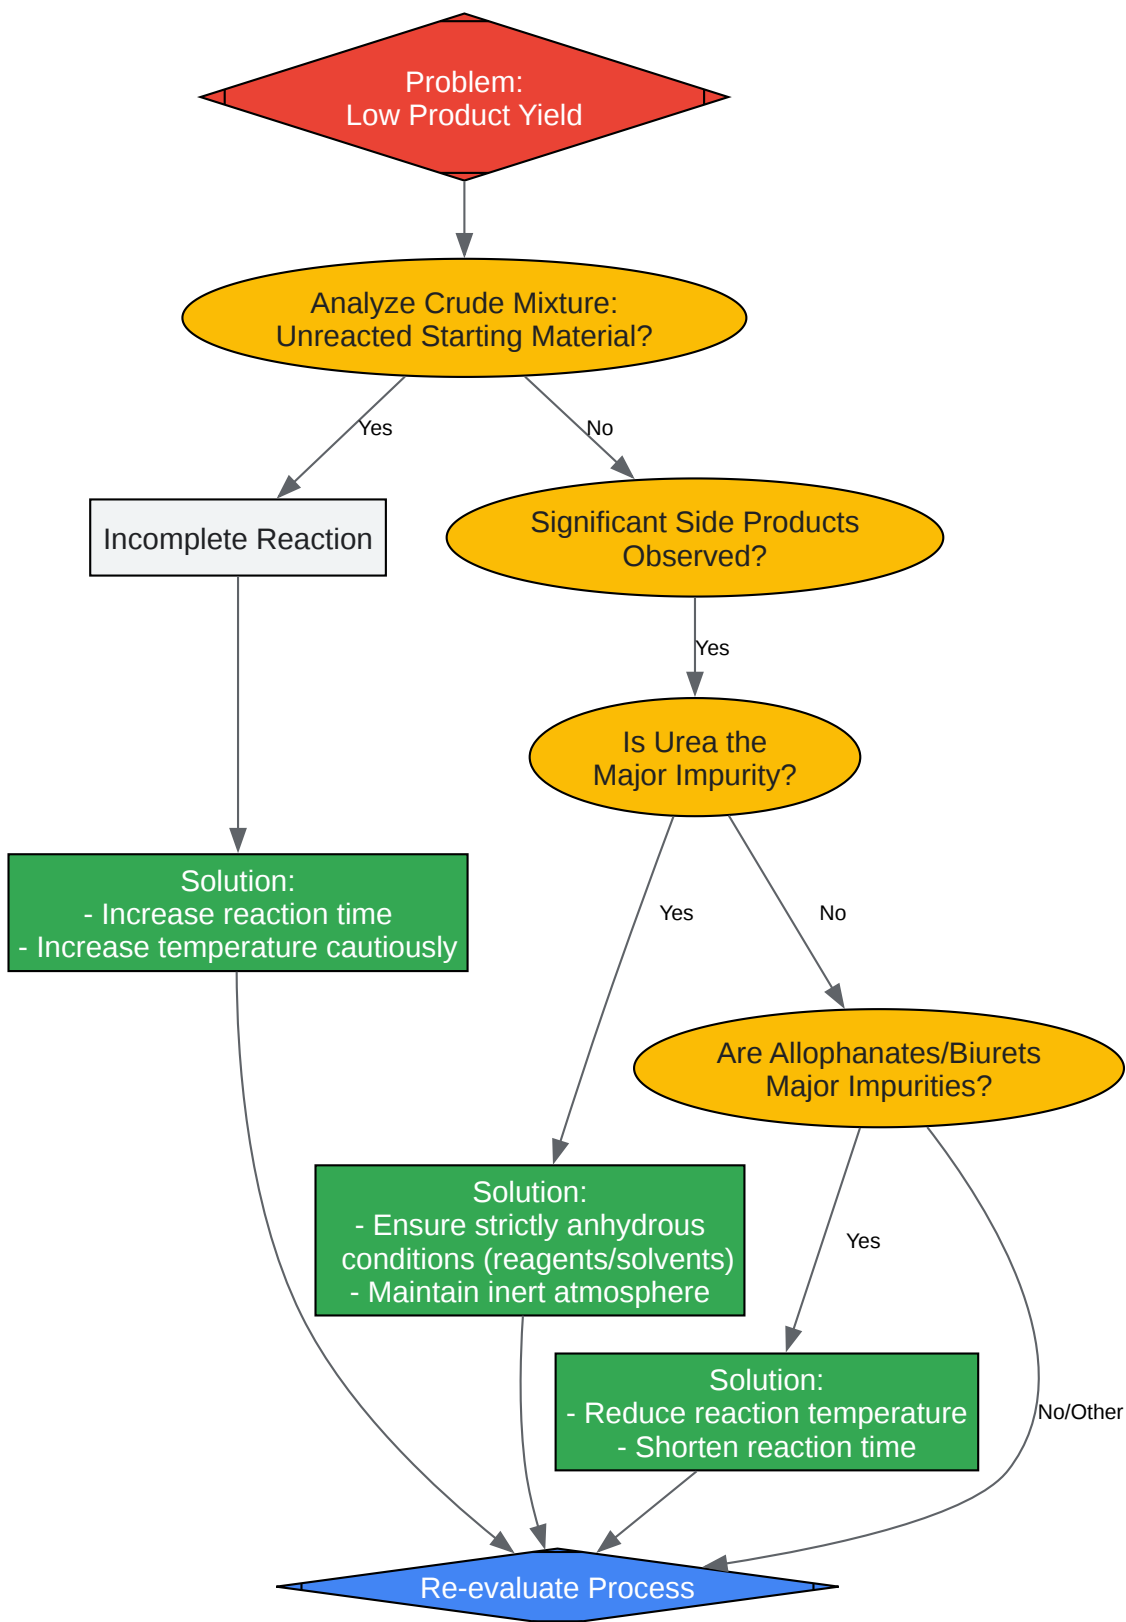 Problem:
Low Product Yield
Analyze Crude Mixture:
Unreacted Starting Material?
Yes
No
Incomplete Reaction
Significant Side Products
Observed?
Yes
Is Urea the
Major Impurity?
Solution:
- Increase reaction time
- Increase temperature cautiously
Yes
No
Are Allophanates/Biurets
Major Impurities?
Solution:
- Ensure strictly anhydrous
conditions (reagents/solvents)
- Maintain inert atmosphere
Yes
Solution:
- Reduce reaction temperature
- Shorten reaction time
No/Other
Re-evaluate Process